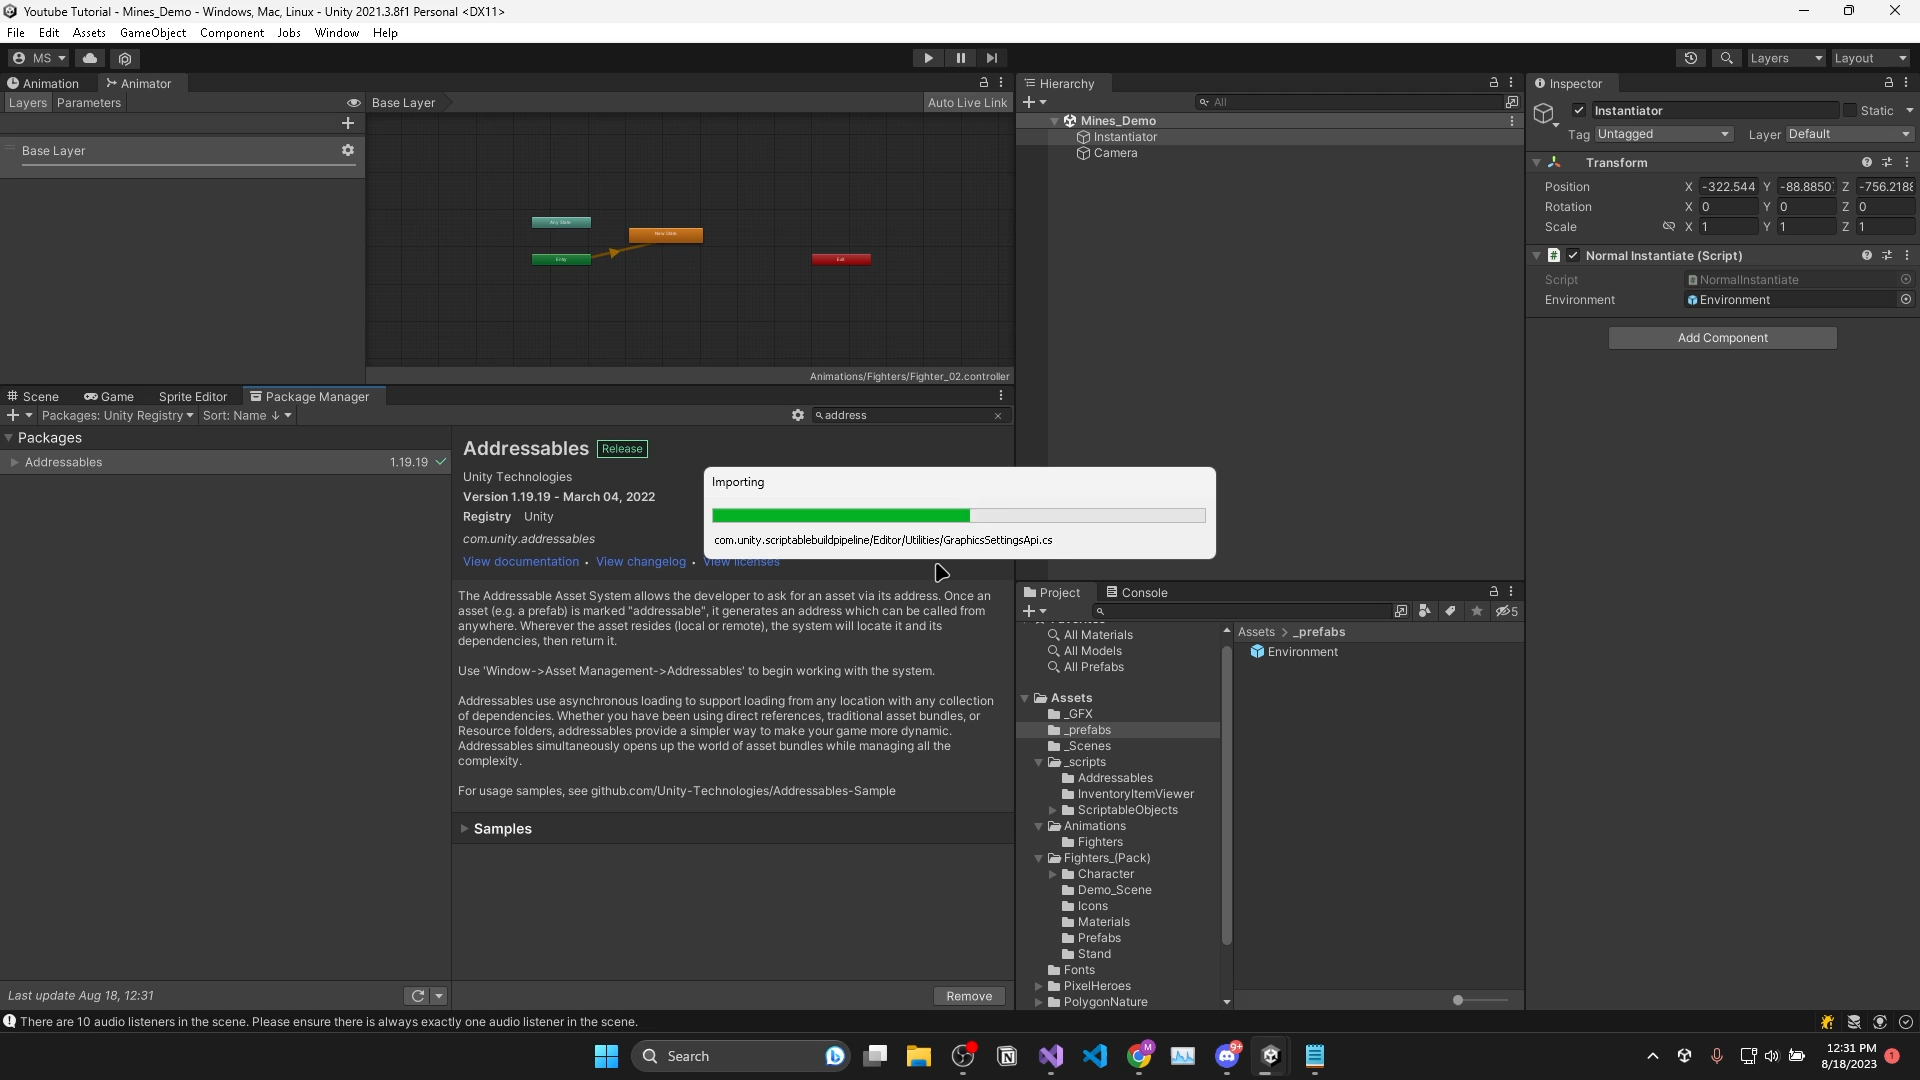 Youtube Tutorial - Mines_Demo - Windows, Mac, Linux - Unity 2021.3.8f1 Personal <DX11>
File Edit Assets GameObject Component Jobs Window Help
MS Layers Layout
Animation Animator
Layers Parameters Base Layer Auto Live Link
Base Layer
Any State
New State
Entry
Exit
Animations/Fighters/Fighter_02.controller
Hierarchy
All
Mines_Demo
Instantiator
Camera
Inspector
Instantiator Static
Tag Untagged Layer Default
Transform
Position X -322.544 Y -88.8850 Z -756.2188
Rotation X 0 Y 0 Z 0
Scale X 1 Y 1 Z 1
Normal Instantiate (Script)
Script NormalInstantiate
Environment Environment
Add Component
Scene Game Sprite Editor Package Manager
Packages: Unity Registry Sort: Name ↓ address
Packages
Addressables 1.19.19
Addressables Release
Unity Technologies
Version 1.19.19 - March 04, 2022
Registry Unity
com.unity.addressables
View documentation • View changelog • View licenses
Importing
com.unity.scriptablebuildpipeline/Editor/Utilities/GraphicsSettingsApi.cs
The Addressable Asset System allows the developer to ask for an asset via its address. Once an
asset (e.g. a prefab) is marked "addressable", it generates an address which can be called from
anywhere. Wherever the asset resides (local or remote), the system will locate it and its
dependencies, then return it.
Use 'Window->Asset Management->Addressables' to begin working with the system.
Addressables use asynchronous loading to support loading from any location with any collection
of dependencies. Whether you have been using direct references, traditional asset bundles, or
Resource folders, addressables provide a simpler way to make your game more dynamic.
Addressables simultaneously opens up the world of asset bundles while managing all the
complexity.
For usage samples, see github.com/Unity-Technologies/Addressables-Sample
Samples
Last update Aug 18, 12:31
Remove
Project Console
5
All Materials
All Models
All Prefabs
Assets
_GFX
_prefabs
_Scenes
_scripts
Addressables
InventoryItemViewer
ScriptableObjects
Animations
Fighters
Fighters_(Pack)
Character
Demo_Scene
Icons
Materials
Prefabs
Stand
Fonts
PixelHeroes
PolygonNature
Assets > _prefabs
Environment
There are 10 audio listeners in the scene. Please ensure there is always exactly one audio listener in the scene.
Search
M
9+
12:31 PM
8/18/2023
1